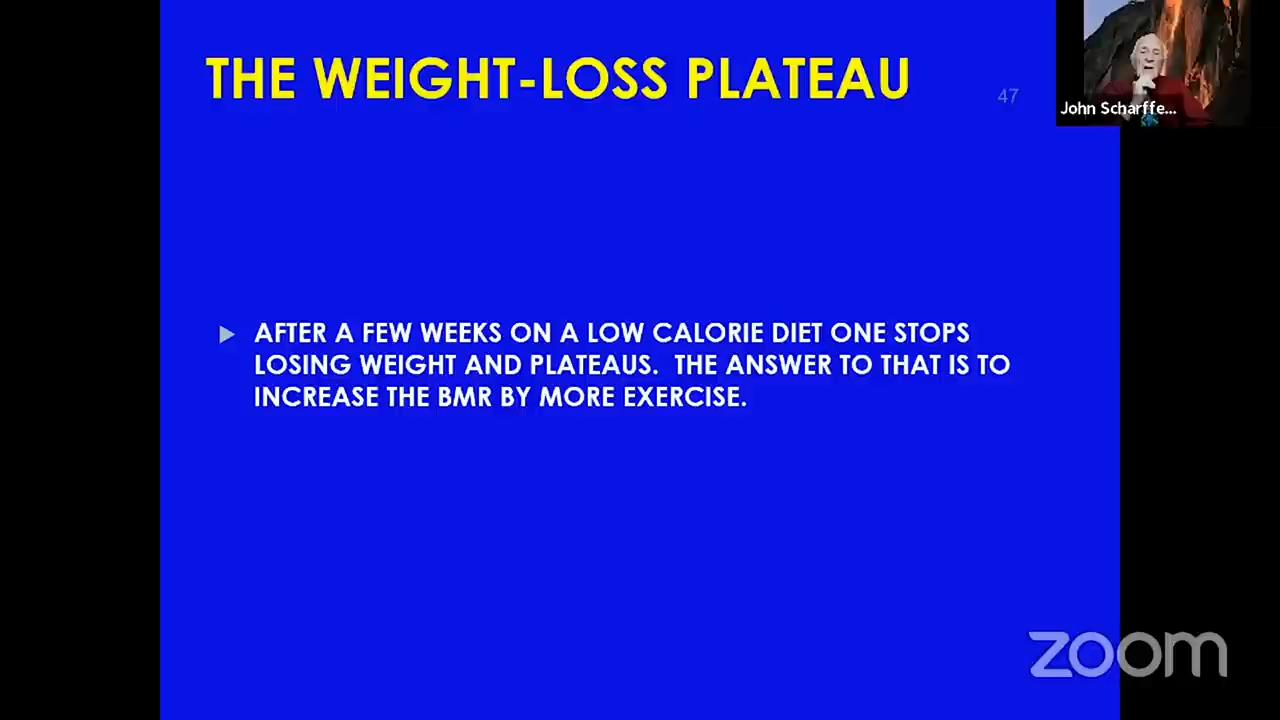 THE WEIGHT-LOSS PLATEAU
47
John Scharffe...
AFTER A FEW WEEKS ON A LOW CALORIE DIET ONE STOPS
LOSING WEIGHT AND PLATEAUS.  THE ANSWER TO THAT IS TO
INCREASE THE BMR BY MORE EXERCISE.
zoom